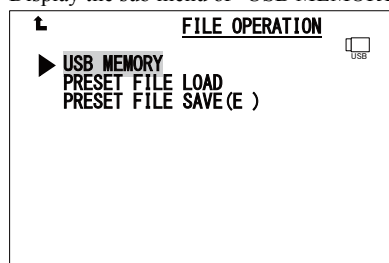 Display the sub menu of "USB MEMORY
FILE OPERATION
USB
USB MEMORY
PRESET FILE LOAD
PRESET FILE SAVE(E )